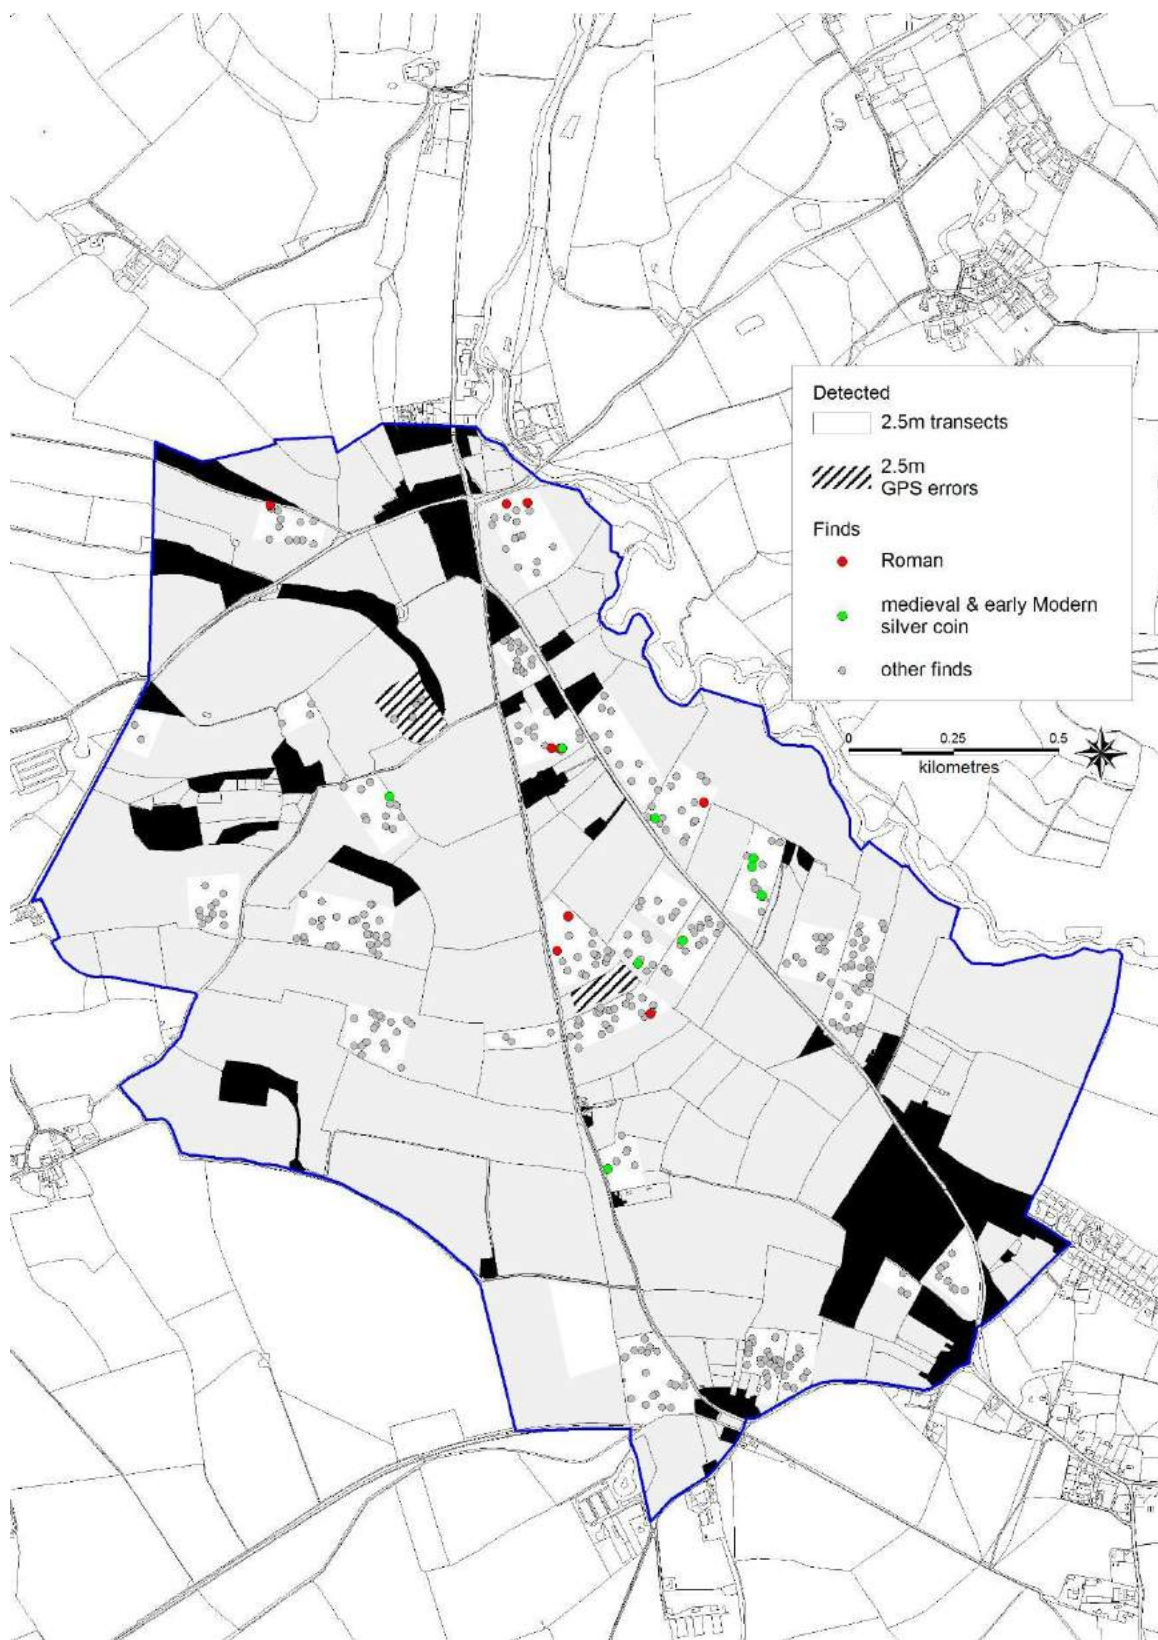 Detected
2.5m transects
2.5m
GPS errors
Finds
Roman
medieval & early Modern
silver coin
other finds
0 0.25 0.5
kilometres